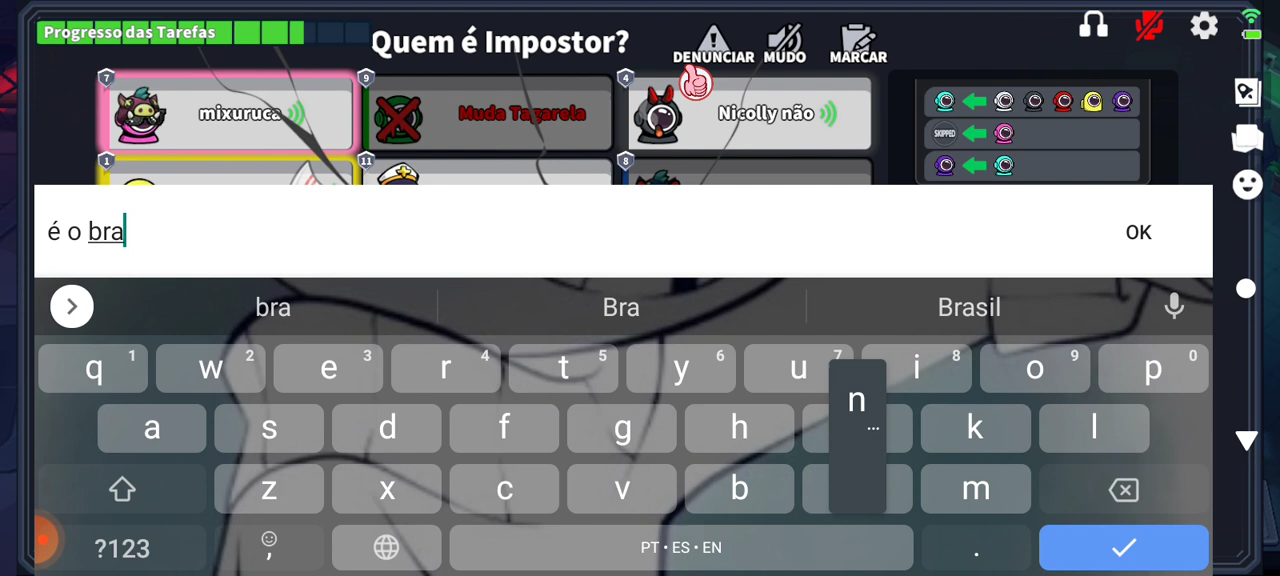 Progresso das Tarefas
Quem é Impostor?
DENUNCIAR MUDO MARCAR
7 mixuruca
9 Muda Tagarela
4 Nicolly não
SKIPPED
1 11 8
é o bra
OK
bra Bra Brasil
q 1 w 2 e 3 r 4 t 5 y 6 u 7 i 8 o 9 p 0
n ...
a s d f g h k l
z x c v b m
?123 , PT • ES • EN .